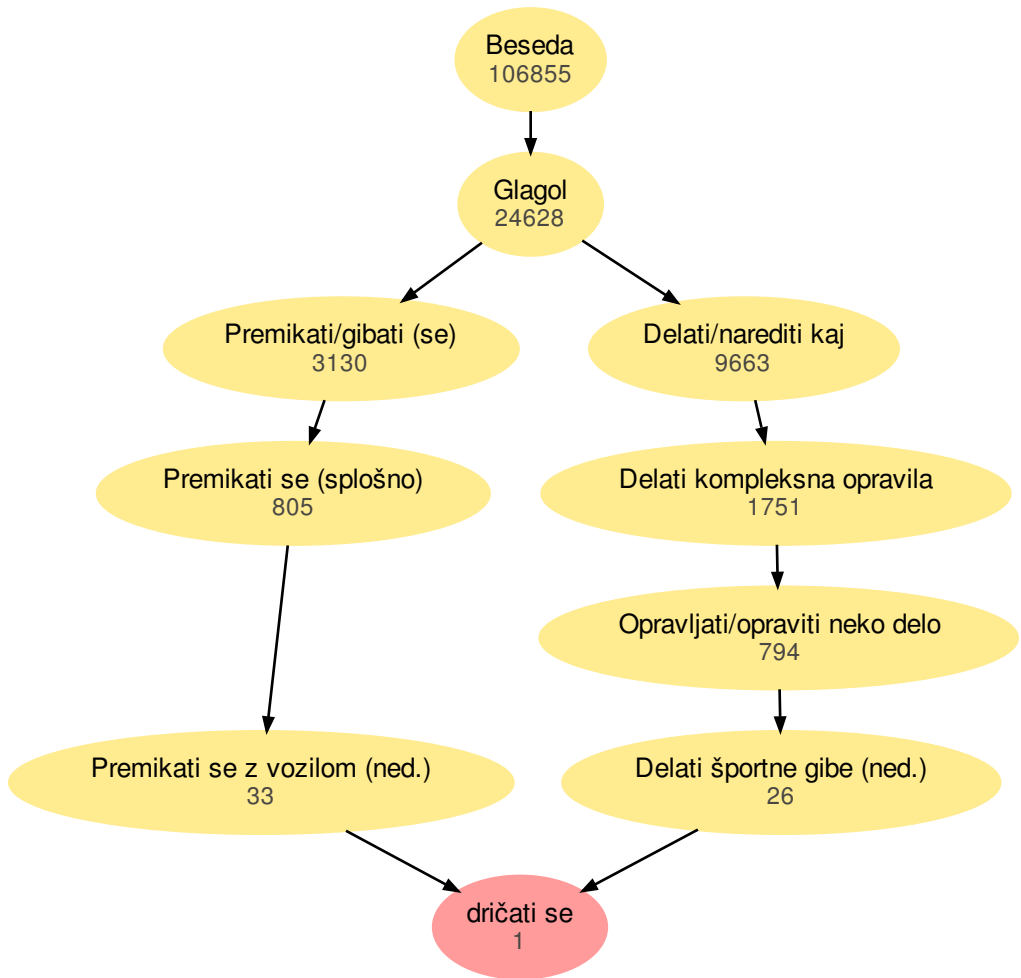 Beseda
106855
Glagol
24628
Premikati/gibati (se)
3130
Delati/narediti kaj
9663
Premikati se (splošno)
805
Delati kompleksna opravila
1751
Opravljati/opraviti neko delo
794
Premikati se z vozilom (ned.)
33
Delati športne gibe (ned.)
26
dričati se
1